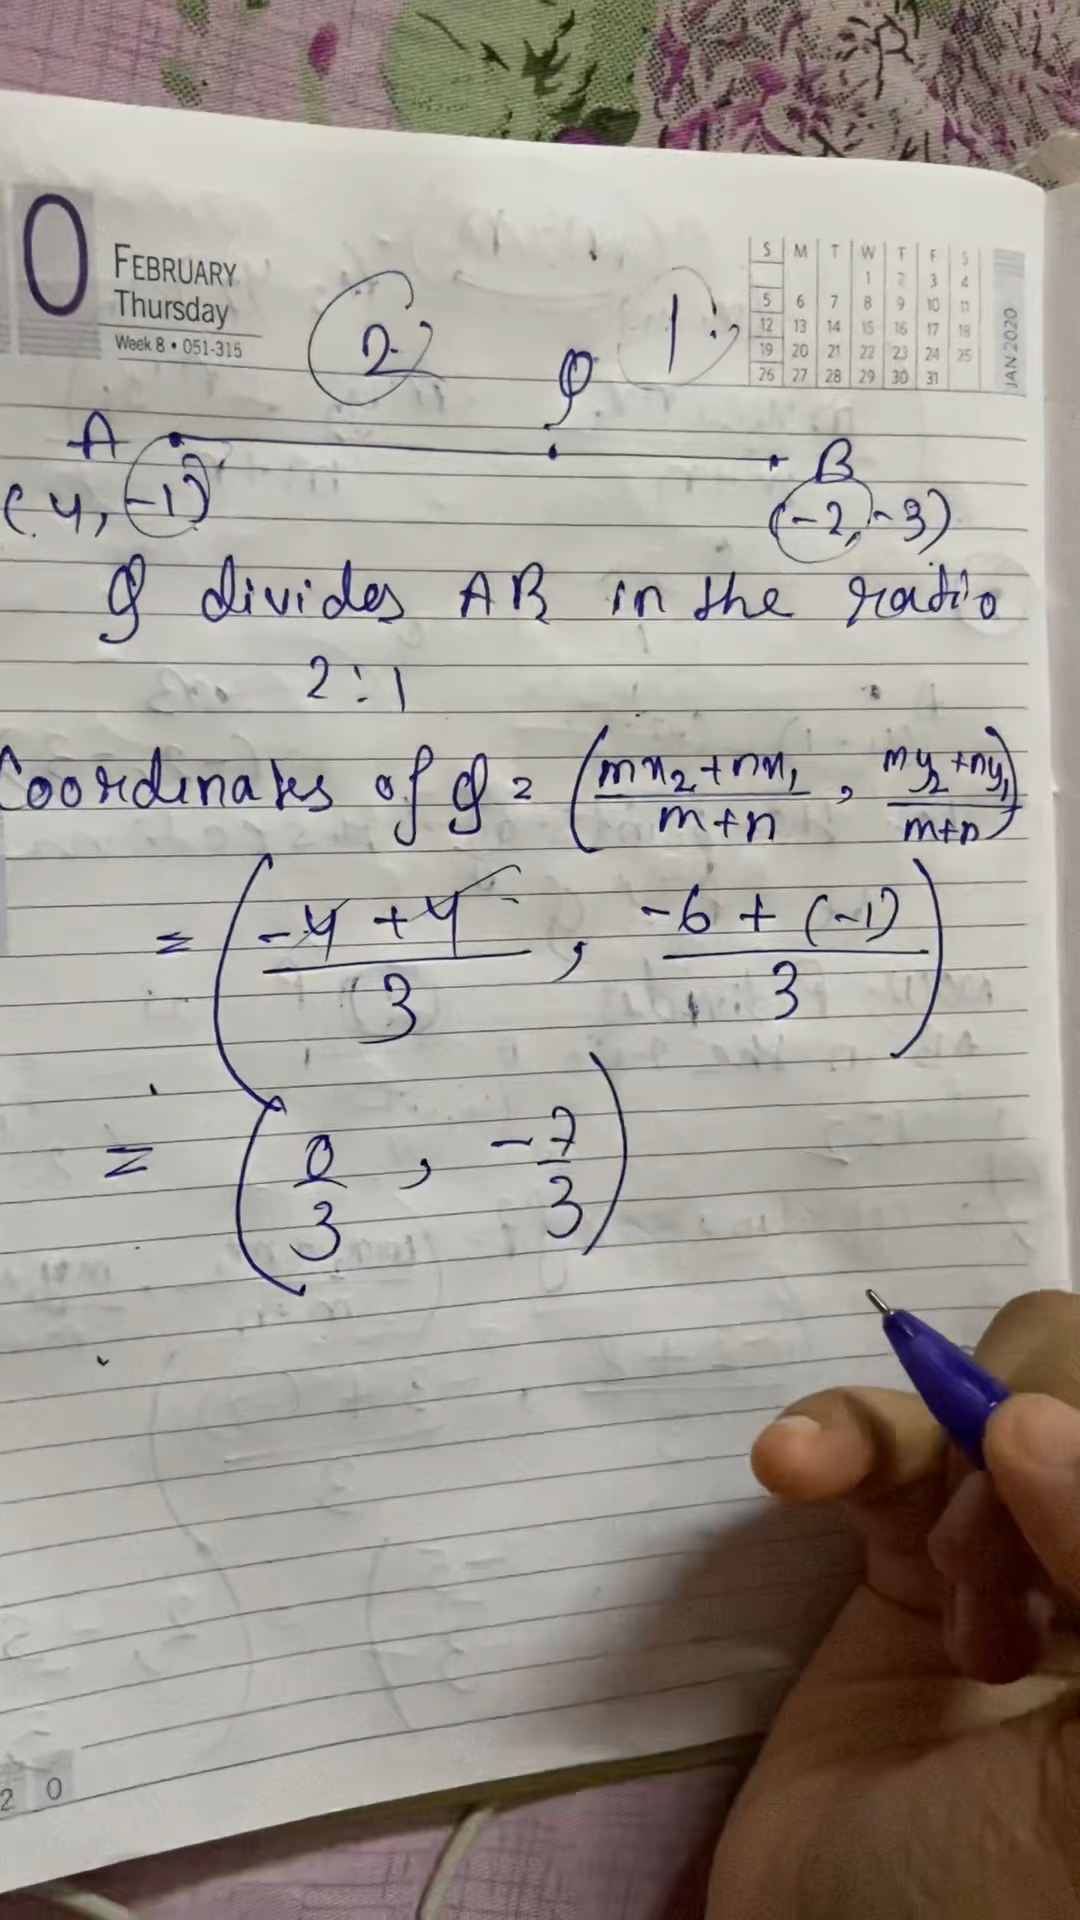 0
FEBRUARY
Thursday
Week 8 • 051-315
S M T W T F S
1 2 3 4
5 6 7 8 9 10 11
12 13 14 15 16 17 18
19 20 21 22 23 24 25
26 27 28 29 30 31
JAN 2020
2 1
Q
A B
(4, -1) (-2, -3)
Q divides AB in the ratio
2:1
Coordinates of Q = (mx₂+nx₁/m+n , my₂+ny₁/m+n)
= (-4+4/3 , -6+(-1)/3)
= (0/3 , -7/3)
20